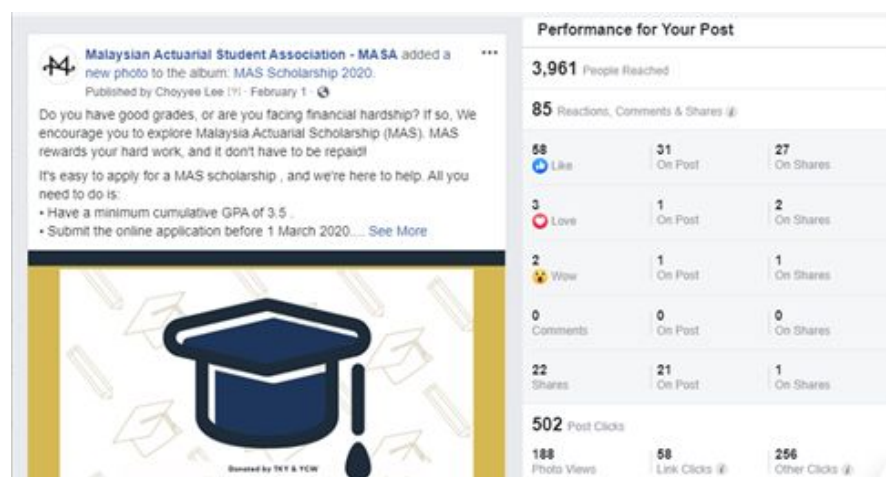 Malaysian Actuarial Student Association - MASA added a
new photo to the album: MAS Scholarship 2020.
Published by Choyyee Lee [?] · February 1 ·
Do you have good grades, or are you facing financial hardship? If so, We
encourage you to explore Malaysia Actuarial Scholarship (MAS). MAS
rewards your hard work, and it don't have to be repaid!
It's easy to apply for a MAS scholarship , and we're here to help. All you
need to do is:
• Have a minimum cumulative GPA of 3.5 .
• Submit the online application before 1 March 2020.... See More
Donated by TKY & YCW
Performance for Your Post
3,961 People Reached
85 Reactions, Comments & Shares
58 31 27
Like On Post On Shares
3 1 2
Love On Post On Shares
2 1 1
Wow On Post On Shares
0 0 0
Comments On Post On Shares
22 21 1
Shares On Post On Shares
502 Post Clicks
188 58 256
Photo Views Link Clicks Other Clicks